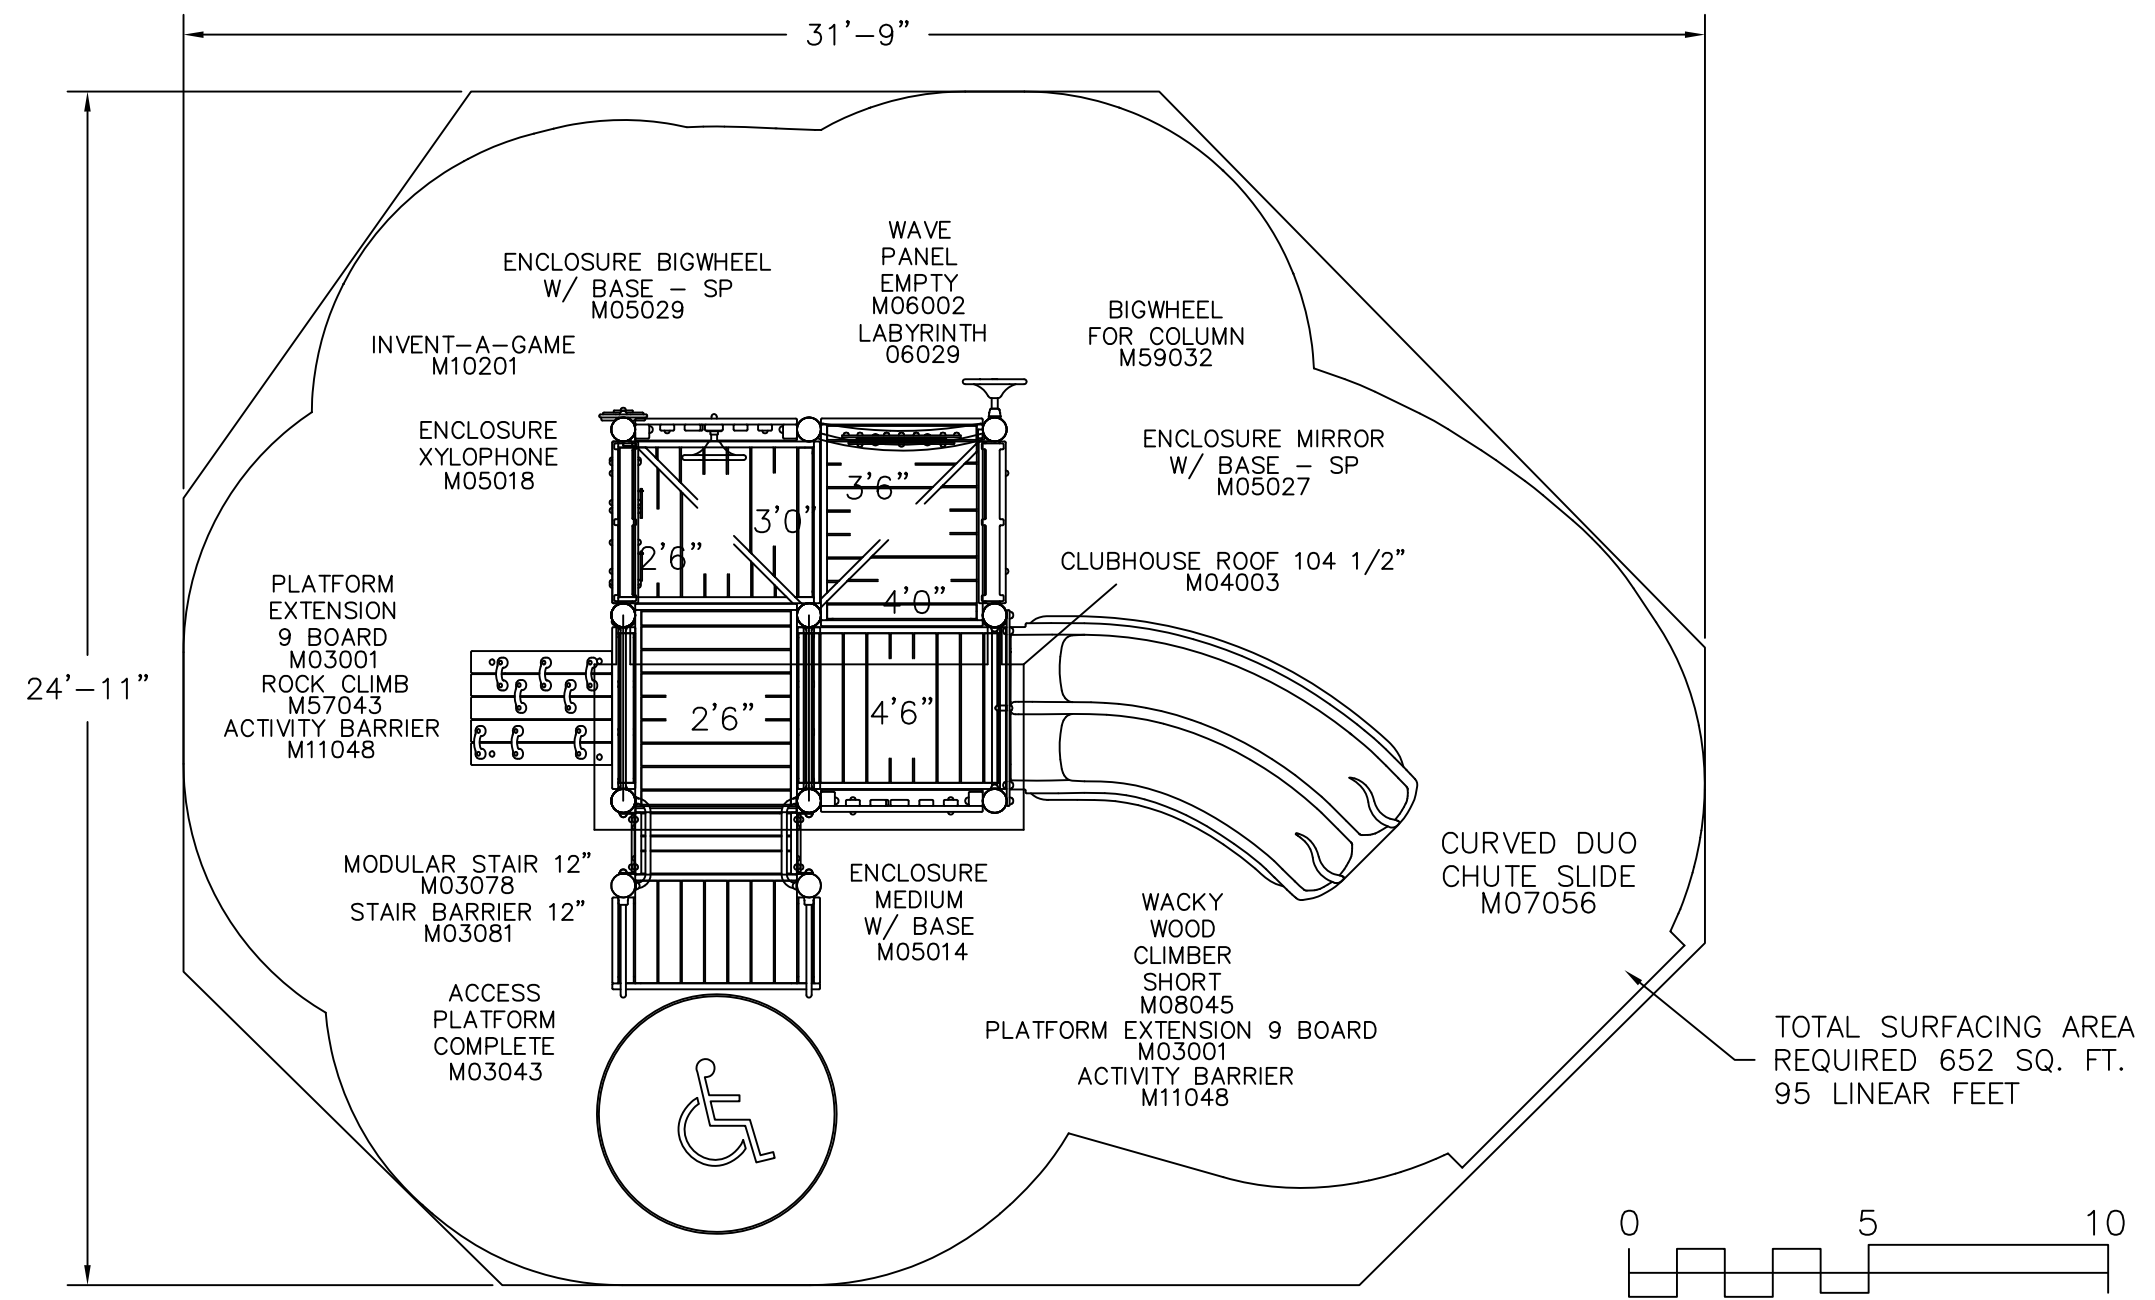 31'-9"
24'-11"
WAVE
PANEL
EMPTY
M06002
LABYRINTH
06029
ENCLOSURE BIGWHEEL
W/ BASE - SP
M05029
BIGWHEEL
FOR COLUMN
M59032
INVENT-A-GAME
M10201
ENCLOSURE
XYLOPHONE
M05018
ENCLOSURE MIRROR
W/ BASE - SP
M05027
3'6"
3'0"
2'6"
4'0"
CLUBHOUSE ROOF 104 1/2"
M04003
PLATFORM
EXTENSION
9 BOARD
M03001
ROCK CLIMB
M57043
ACTIVITY BARRIER
M11048
2'6"
4'6"
MODULAR STAIR 12"
M03078
STAIR BARRIER 12"
M03081
ENCLOSURE
MEDIUM
W/ BASE
M05014
CURVED DUO
CHUTE SLIDE
M07056
WACKY
WOOD
CLIMBER
SHORT
M08045
PLATFORM EXTENSION 9 BOARD
M03001
ACTIVITY BARRIER
M11048
ACCESS
PLATFORM
COMPLETE
M03043
TOTAL SURFACING AREA
REQUIRED 652 SQ. FT.
95 LINEAR FEET
0 5 10